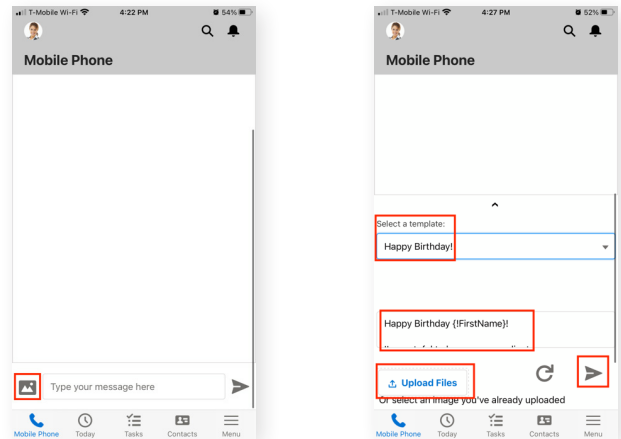 T-Mobile Wi-Fi 4:22 PM 54%
Mobile Phone
Type your message here
Mobile Phone Today Tasks Contacts Menu
T-Mobile Wi-Fi 4:27 PM 52%
Mobile Phone
Select a template:
Happy Birthday!
Happy Birthday {!FirstName}!
Upload Files
Or select an image you've already uploaded
Mobile Phone Today Tasks Contacts Menu